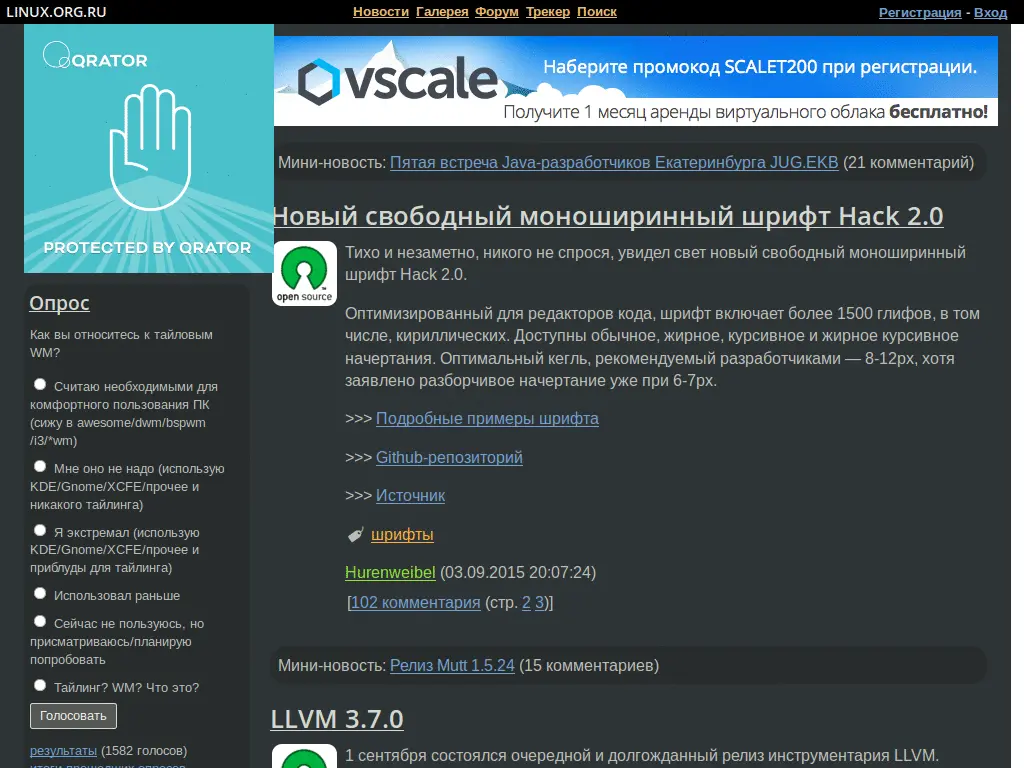 LINUX.ORG.RU
Новости Галерея Форум Трекер Поиск
Регистрация - Вход
QRATOR
PROTECTED BY QRATOR
vscale
Наберите промокод SCALET200 при регистрации.
Получите 1 месяц аренды виртуального облака бесплатно!
Опрос
Как вы относитесь к тайловым
WM?
Считаю необходимыми для
комфортного пользования ПК
(сижу в awesome/dwm/bspwm
/i3/*wm)
Мне оно не надо (использую
KDE/Gnome/XCFE/прочее и
никакого тайлинга)
Я экстремал (использую
KDE/Gnome/XCFE/прочее и
приблуды для тайлинга)
Использовал раньше
Сейчас не пользуюсь, но
присматриваюсь/планирую
попробовать
Тайлинг? WM? Что это?
Голосовать
результаты (1582 голосов)
итоги прошедших опросов
Мини-новость: Пятая встреча Java-разработчиков Екатеринбурга JUG.EKB (21 комментарий)
Новый свободный моноширинный шрифт Hack 2.0
open source
Тихо и незаметно, никого не спрося, увидел свет новый свободный моноширинный
шрифт Hack 2.0.
Оптимизированный для редакторов кода, шрифт включает более 1500 глифов, в том
числе, кириллических. Доступны обычное, жирное, курсивное и жирное курсивное
начертания. Оптимальный кегль, рекомендуемый разработчиками — 8-12px, хотя
заявлено разборчивое начертание уже при 6-7px.
>>> Подробные примеры шрифта
>>> Github-репозиторий
>>> Источник
шрифты
Hurenweibel (03.09.2015 20:07:24)
[102 комментария (стр. 2 3)]
Мини-новость: Релиз Mutt 1.5.24 (15 комментариев)
LLVM 3.7.0
1 сентября состоялся очередной и долгожданный релиз инструментария LLVM.